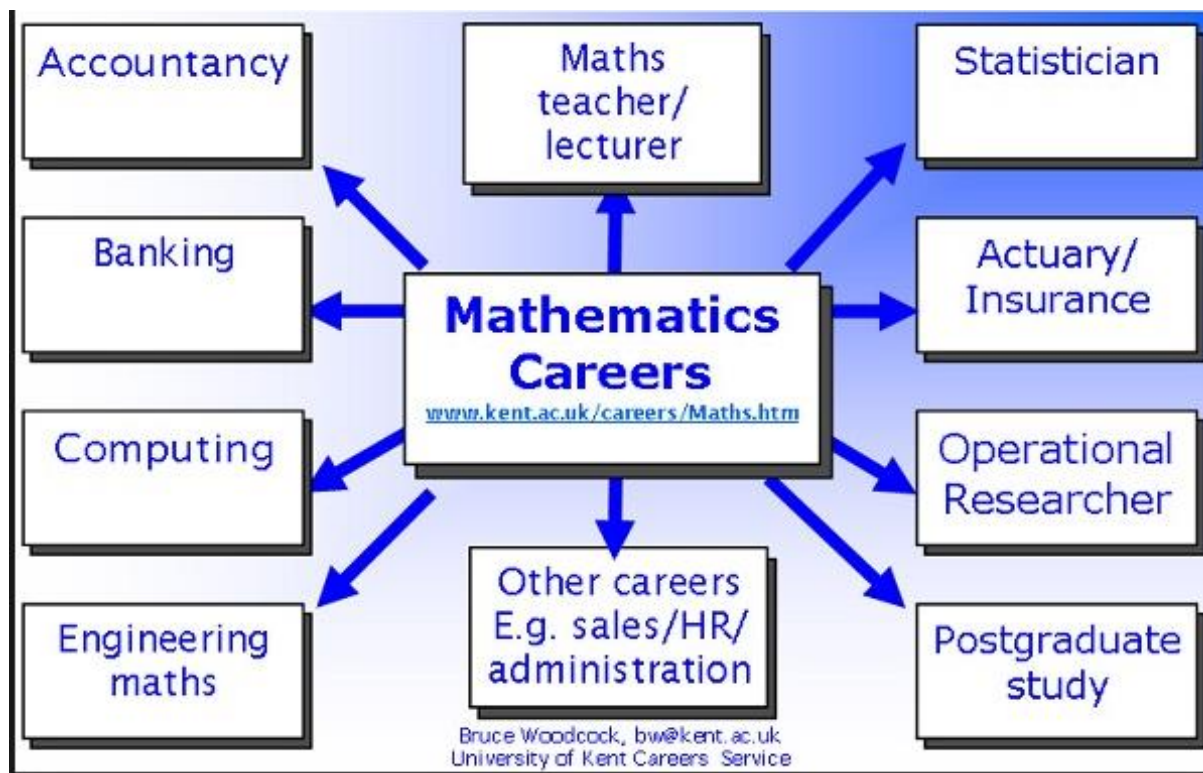 Accountancy
Maths
teacher/
lecturer
Statistician
Banking
Mathematics
Careers
www.kent.ac.uk/careers/Maths.htm
Actuary/
Insurance
Computing
Operational
Researcher
Engineering
maths
Other careers
E.g. sales/HR/
administration
Postgraduate
study
Bruce Woodcock, bw@kent.ac.uk
University of Kent Careers Service